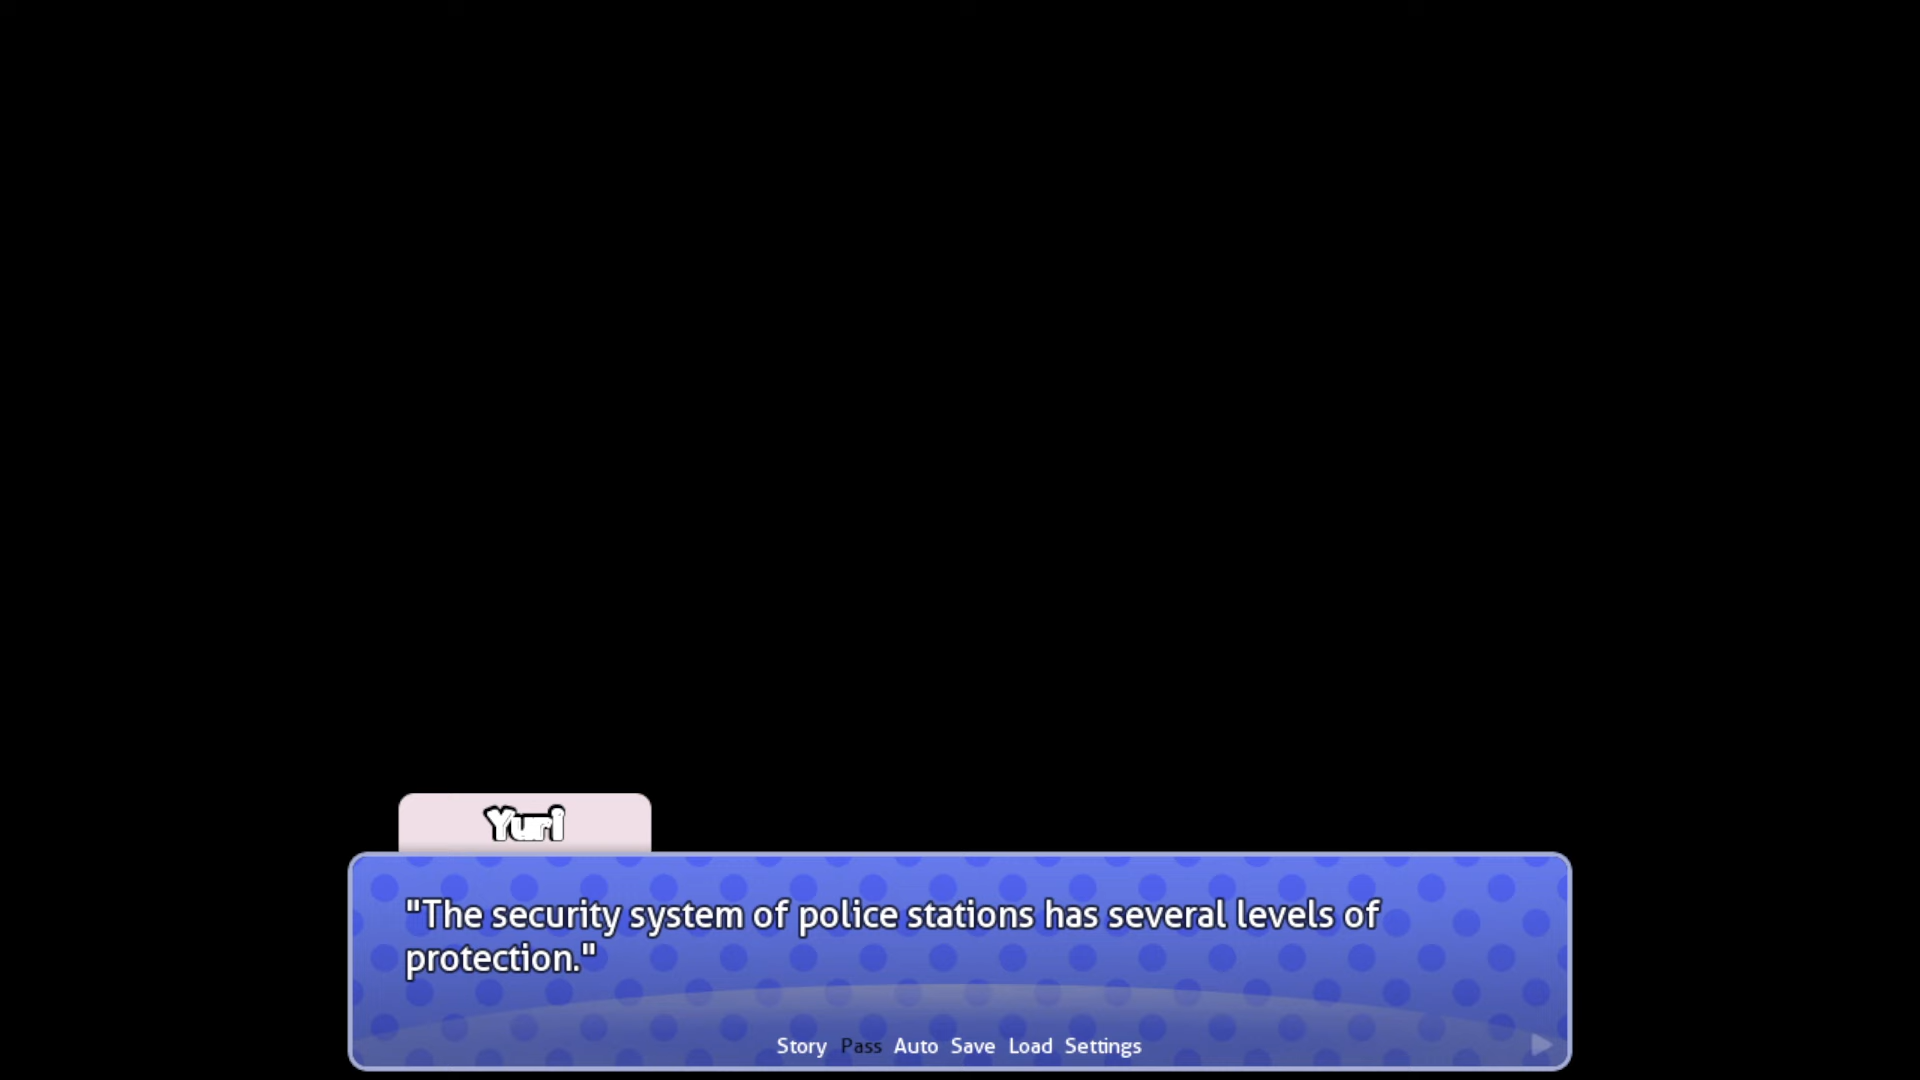 Yuri
"The security system of police stations has several levels of
protection."
Story Pass Auto Save Load Settings